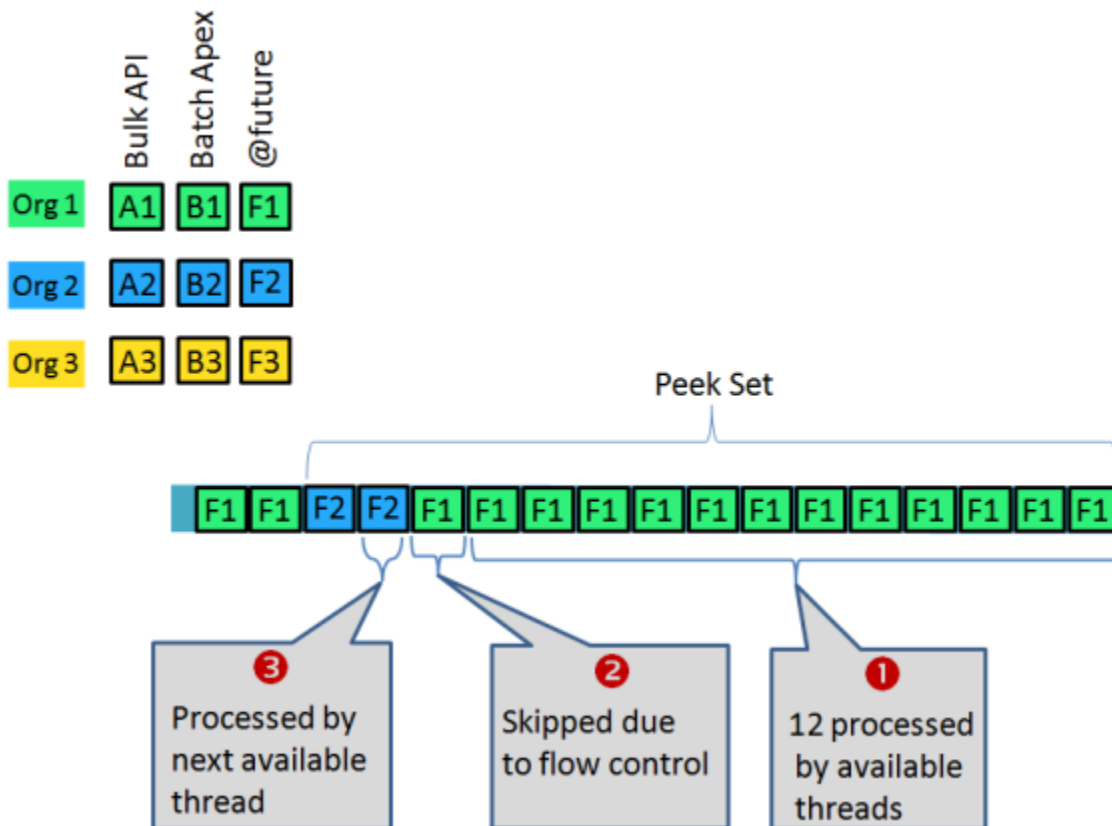 Bulk API
Batch Apex
@future
Org 1 A1 B1 F1
Org 2 A2 B2 F2
Org 3 A3 B3 F3
Peek Set
F1 F1 F2 F2 F1 F1 F1 F1 F1 F1 F1 F1 F1 F1 F1 F1 F1
3
Processed by
next available
thread
2
Skipped due
to flow control
1
12 processed
by available
threads